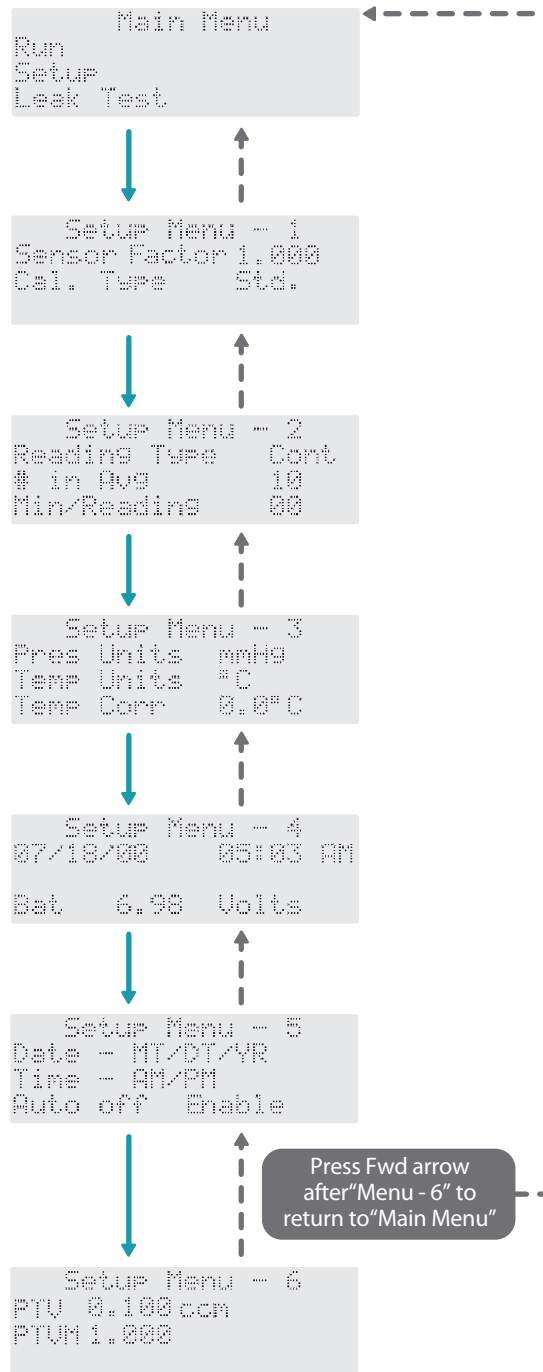 Main Menu
Run
Setup
Leak Test
Setup Menu - 1
Sensor Factor 1.000
Cal. Type Std.
Setup Menu - 2
Reading Type Cont
# in Avg 10
Min/Reading 00
Setup Menu - 3
Pres Units mmHg
Temp Units °C
Temp Corr 0.0°C
Setup Menu - 4
07/18/00 05:03 AM
Bat 6.98 Volts
Setup Menu - 5
Date - MT/DT/YR
Time - AM/PM
Auto off Enable
Press Fwd arrow
after“Menu - 6” to
return to“Main Menu”
Setup Menu - 6
PTV 0.100 ccm
PTVM 1.000